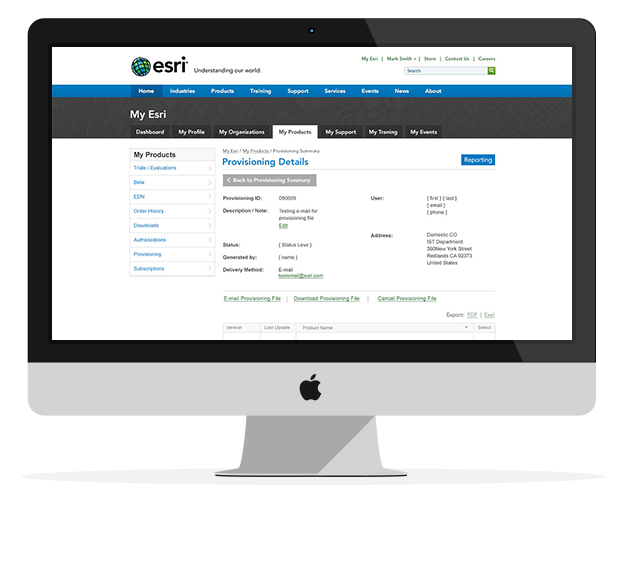 My Esri | Mark Smith | Store | Contact Us | Careers
esri Understanding our world.
Search
Home Industries Products Training Support Services Events News About
My Esri
Dashboard My Profile My Organizations My Products My Support My Traning My Events
My Products
Trials / Evaluations
Beta
EDN
Order History
Downloads
Authorizations
Provisioning
Subscriptions
My Esri / My Products / Provisioning Summary
Provisioning Details
Reporting
Back to Provisioning Summary
Provisioning ID: 090909
Description / Note: Testing e-mail for
provisioning file
Edit
Status: { Status Leve }
Generated by: { name }
Delivery Method: E-mail
testemail@esri.com
User: { first } { last }
{ email }
{ phone }
Address: Domestic CO
IST Department
360New York Street
Redlands CA 92373
United States
E-mail Provisioning File | Download Provisioning File | Cancel Provisioning File
Export: PDF | Exel
Version Last Update Product Name Select